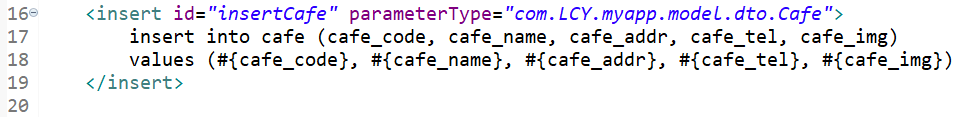 16 <insert id="insertCafe" parameterType="com.LCY.myapp.model.dto.Cafe">
17 insert into cafe (cafe_code, cafe_name, cafe_addr, cafe_tel, cafe_img)
18 values (#{cafe_code}, #{cafe_name}, #{cafe_addr}, #{cafe_tel}, #{cafe_img})
19 </insert>
20